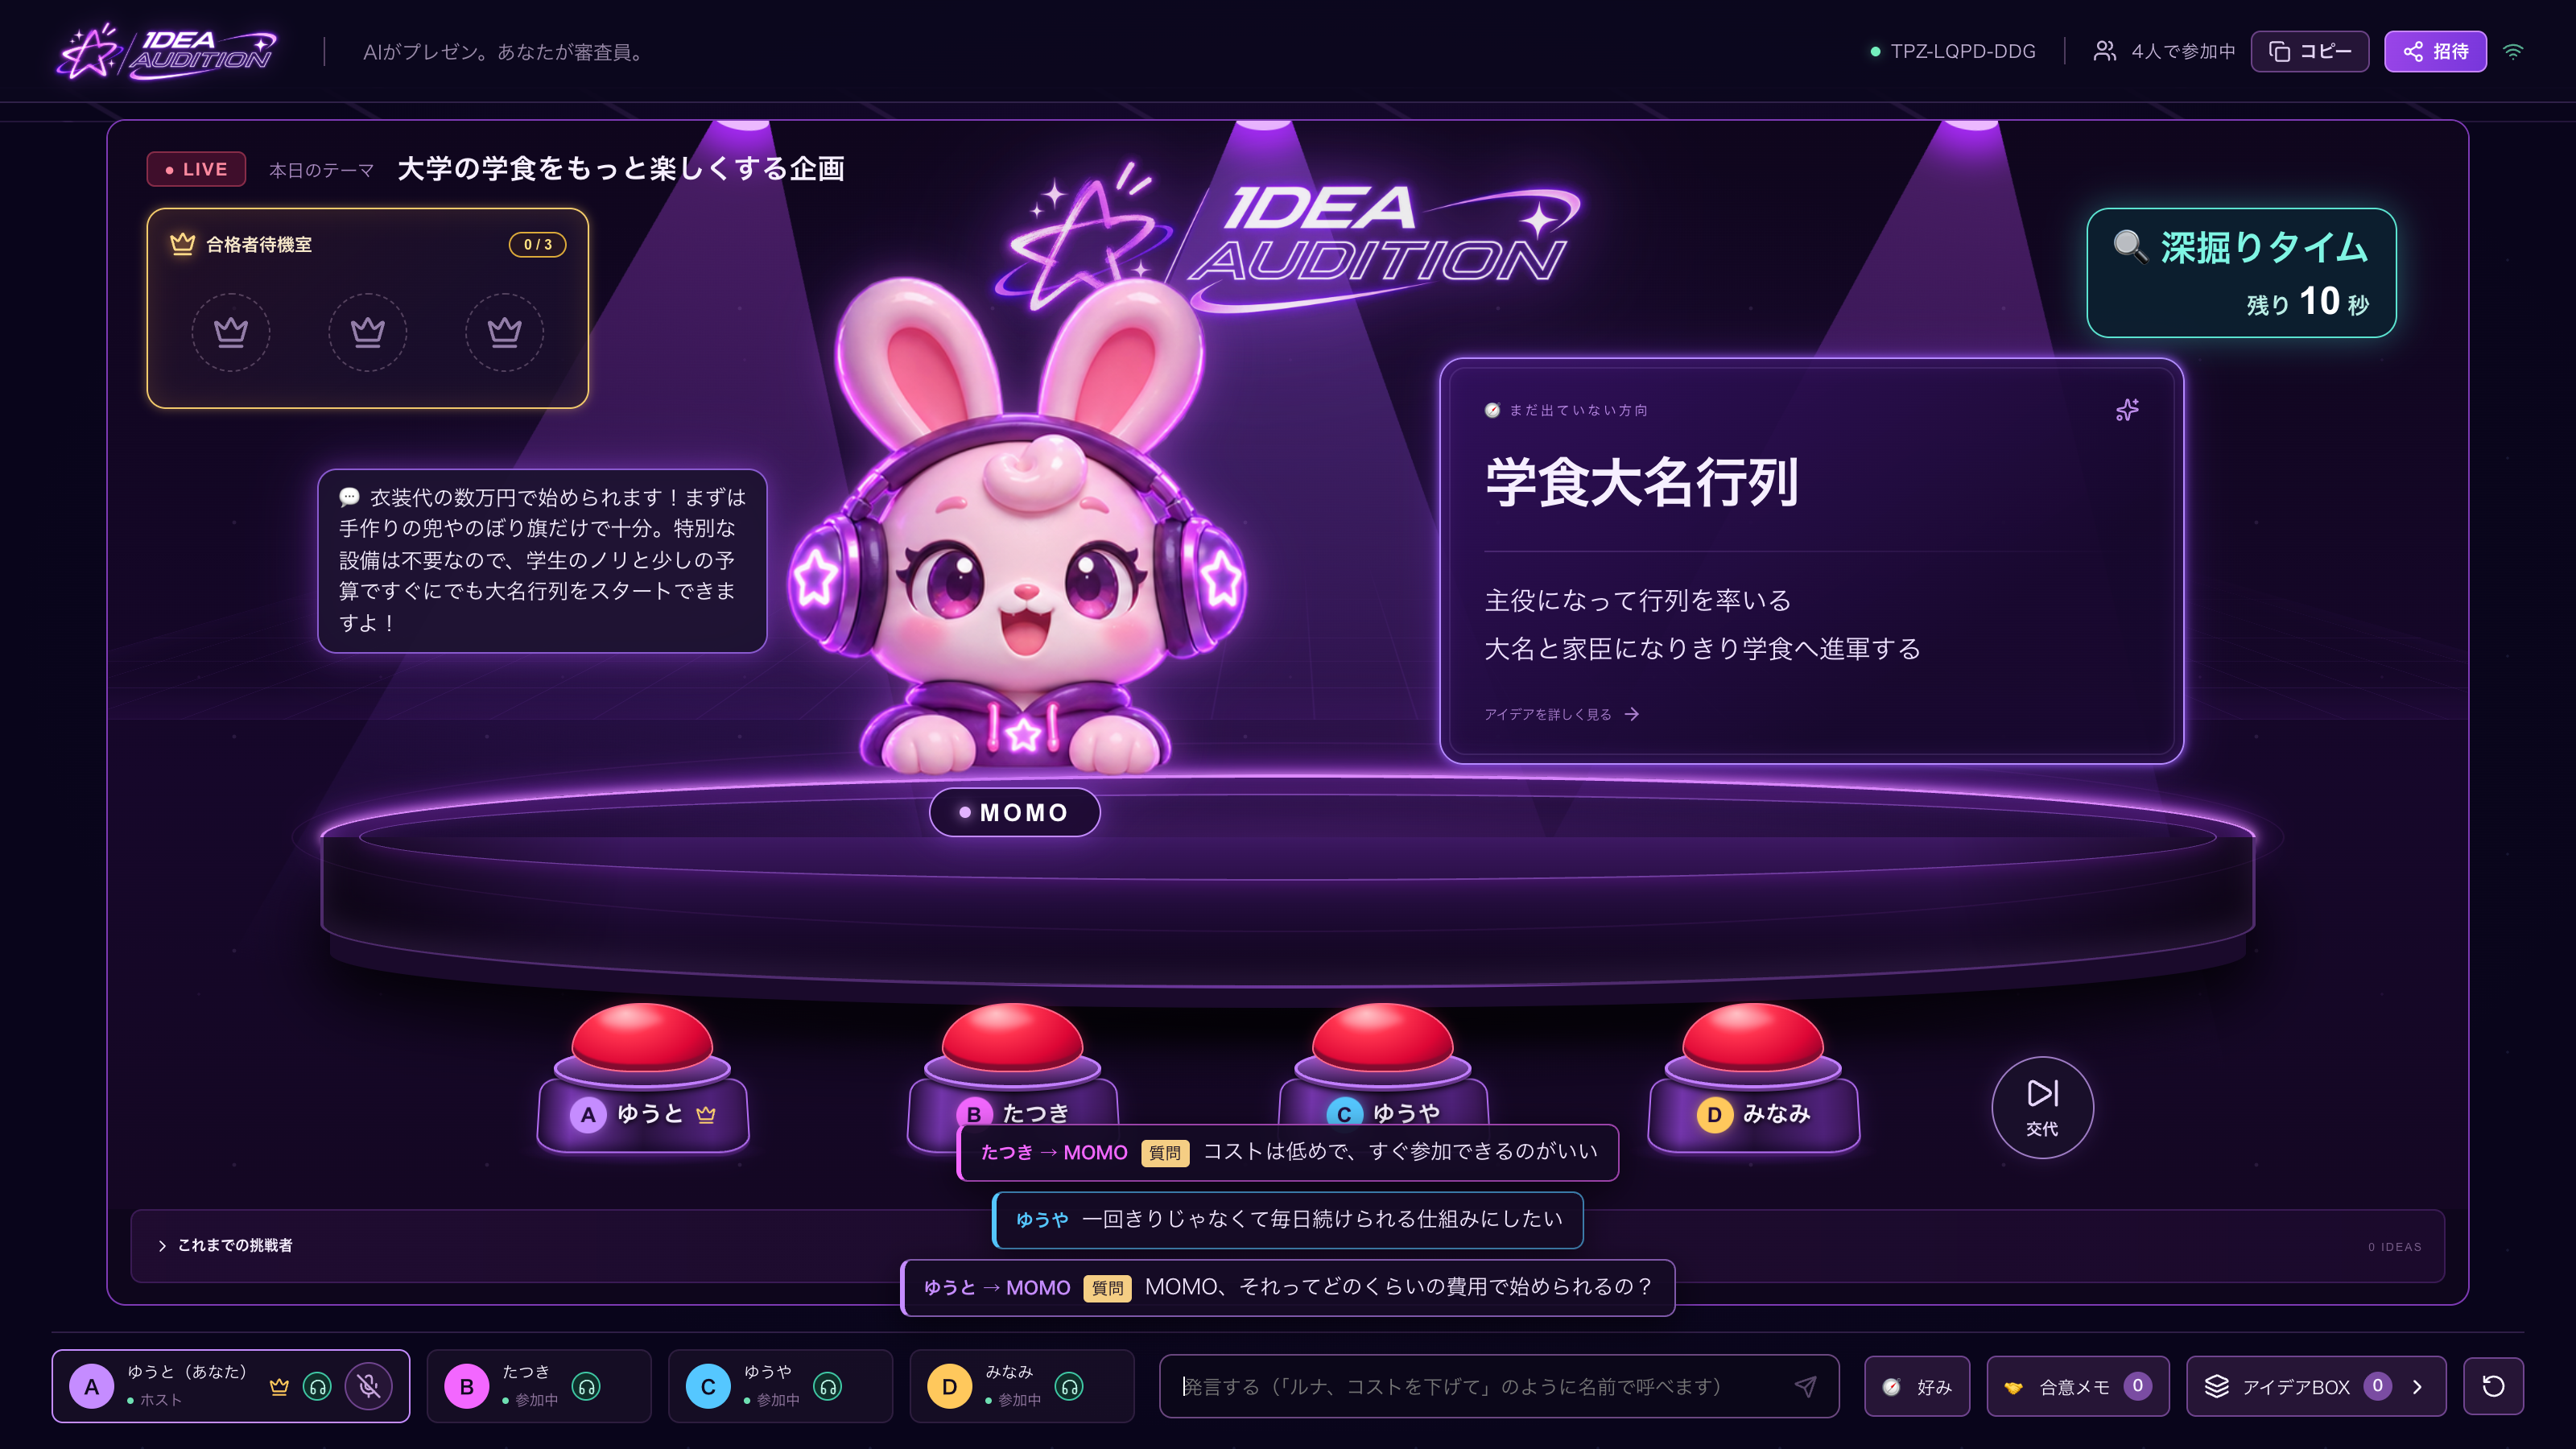 IDEA
AUDITION
AIがプレゼン。あなたが審査員。
TPZ-LQPD-DDG
4人で参加中
コピー
招待
LIVE
本日のテーマ
大学の学食をもっと楽しくする企画
合格者待機室
0 / 3
IDEA
AUDITION
深掘りタイム
残り 10 秒
衣装代の数万円で始められます！まずは
手作りの兜やのぼり旗だけで十分。特別な
設備は不要なので、学生のノリと少しの予
算ですぐにでも大名行列をスタートできま
すよ！
まだ出ていない方向
学食大名行列
主役になって行列を率いる
大名と家臣になりきり学食へ進軍する
アイデアを詳しく見る →
MOMO
A ゆうと
B たつき
C ゆうや
D みなみ
交代
たつき → MOMO 質問 コストは低めで、すぐ参加できるのがいい
ゆうや 一回きりじゃなくて毎日続けられる仕組みにしたい
これまでの挑戦者
0 IDEAS
ゆうと → MOMO 質問 MOMO、それってどのくらいの費用で始められるの？
A ゆうと（あなた）
ホスト
B たつき
参加中
C ゆうや
参加中
D みなみ
参加中
発言する（「ルナ、コストを下げて」のように名前で呼べます）
好み
合意メモ 0
アイデアBOX 0